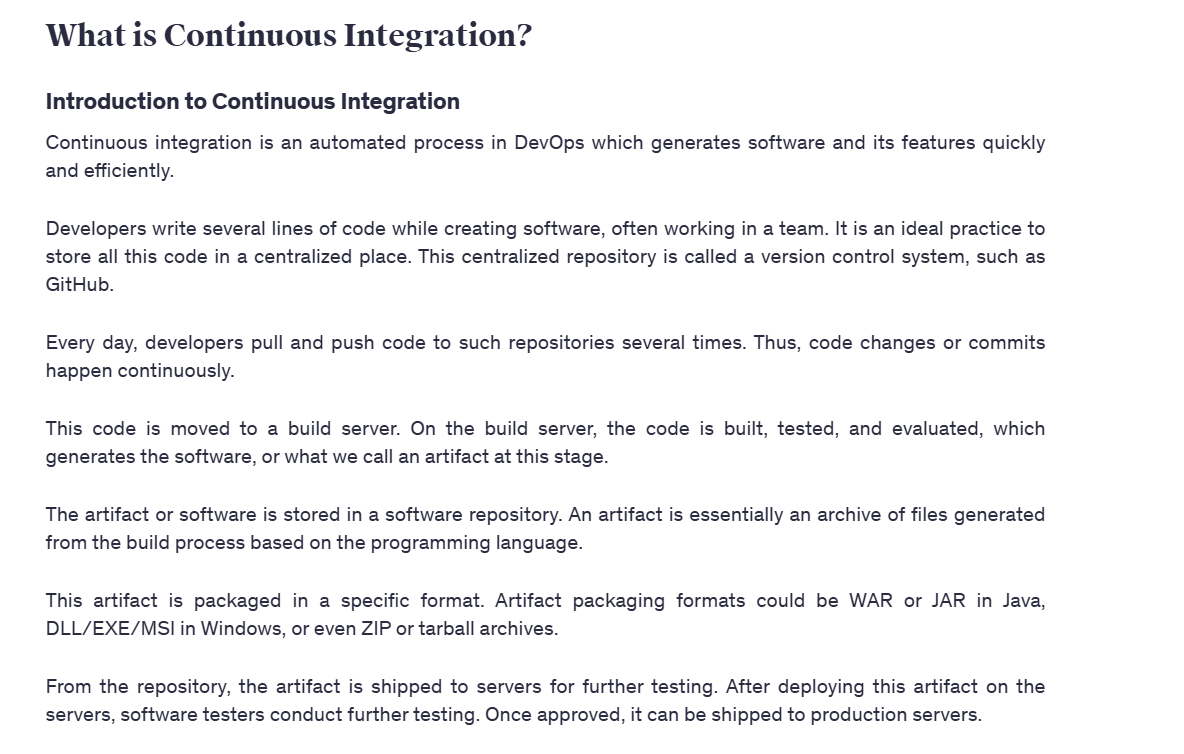 What is Continuous Integration?
Introduction to Continuous Integration
Continuous integration is an automated process in DevOps which generates software and its features quickly
and efficiently.
Developers write several lines of code while creating software, often working in a team. It is an ideal practice to
store all this code in a centralized place. This centralized repository is called a version control system, such as
GitHub.
Every day, developers pull and push code to such repositories several times. Thus, code changes or commits
happen continuously.
This code is moved to a build server. On the build server, the code is built, tested, and evaluated, which
generates the software, or what we call an artifact at this stage.
The artifact or software is stored in a software repository. An artifact is essentially an archive of files generated
from the build process based on the programming language.
This artifact is packaged in a specific format. Artifact packaging formats could be WAR or JAR in Java,
DLL/EXE/MSI in Windows, or even ZIP or tarball archives.
From the repository, the artifact is shipped to servers for further testing. After deploying this artifact on the
servers, software testers conduct further testing. Once approved, it can be shipped to production servers.